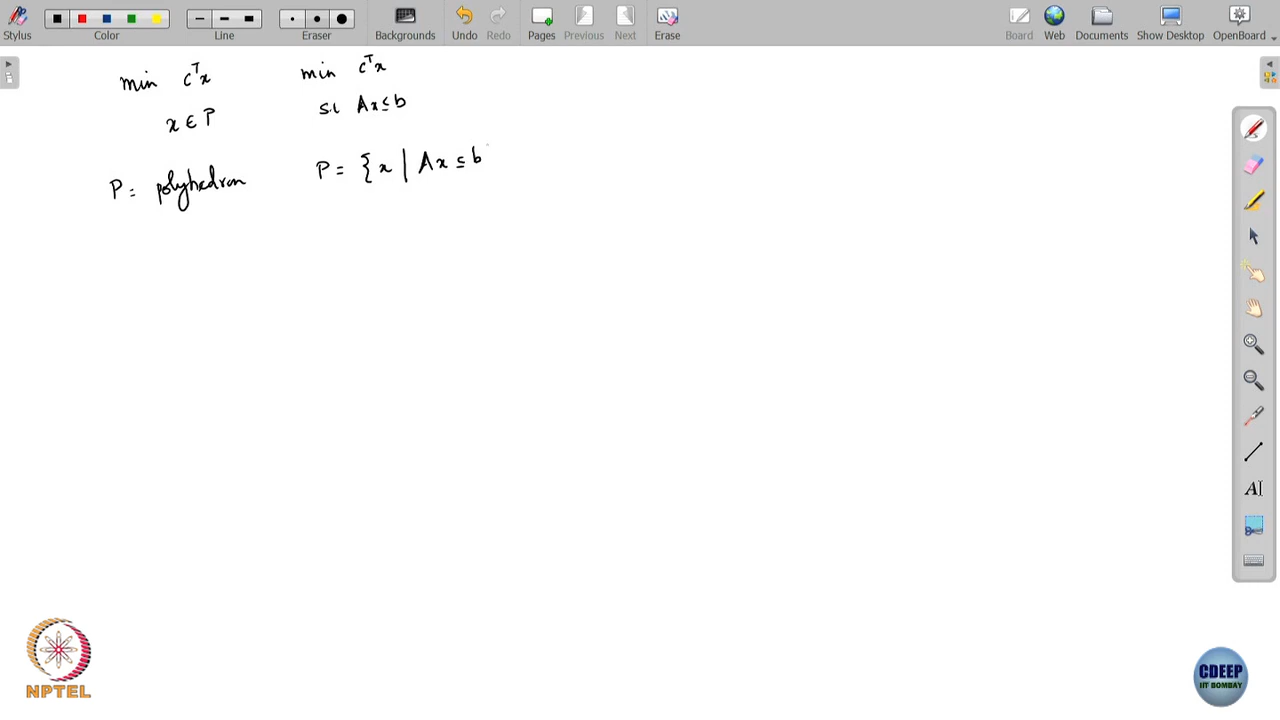 Stylus Color Line Eraser Backgrounds Undo Redo Pages Previous Next Erase Board Web Documents Show Desktop OpenBoard
min cᵀx min cᵀx
x ∈ P s.t Ax ≤ b
P = polyhedron P = { x | Ax ≤ b
NPTEL
CDEEP
IIT BOMBAY